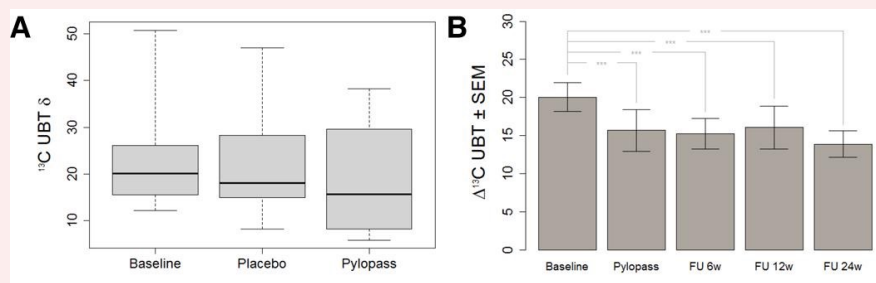 A
¹³C UBT δ
50
40
30
20
10
Baseline Placebo Pylopass
B
Δ¹³C UBT ± SEM
30
25
20
15
10
5
0
***
***
***
***
Baseline Pylopass FU 6w FU 12w FU 24w